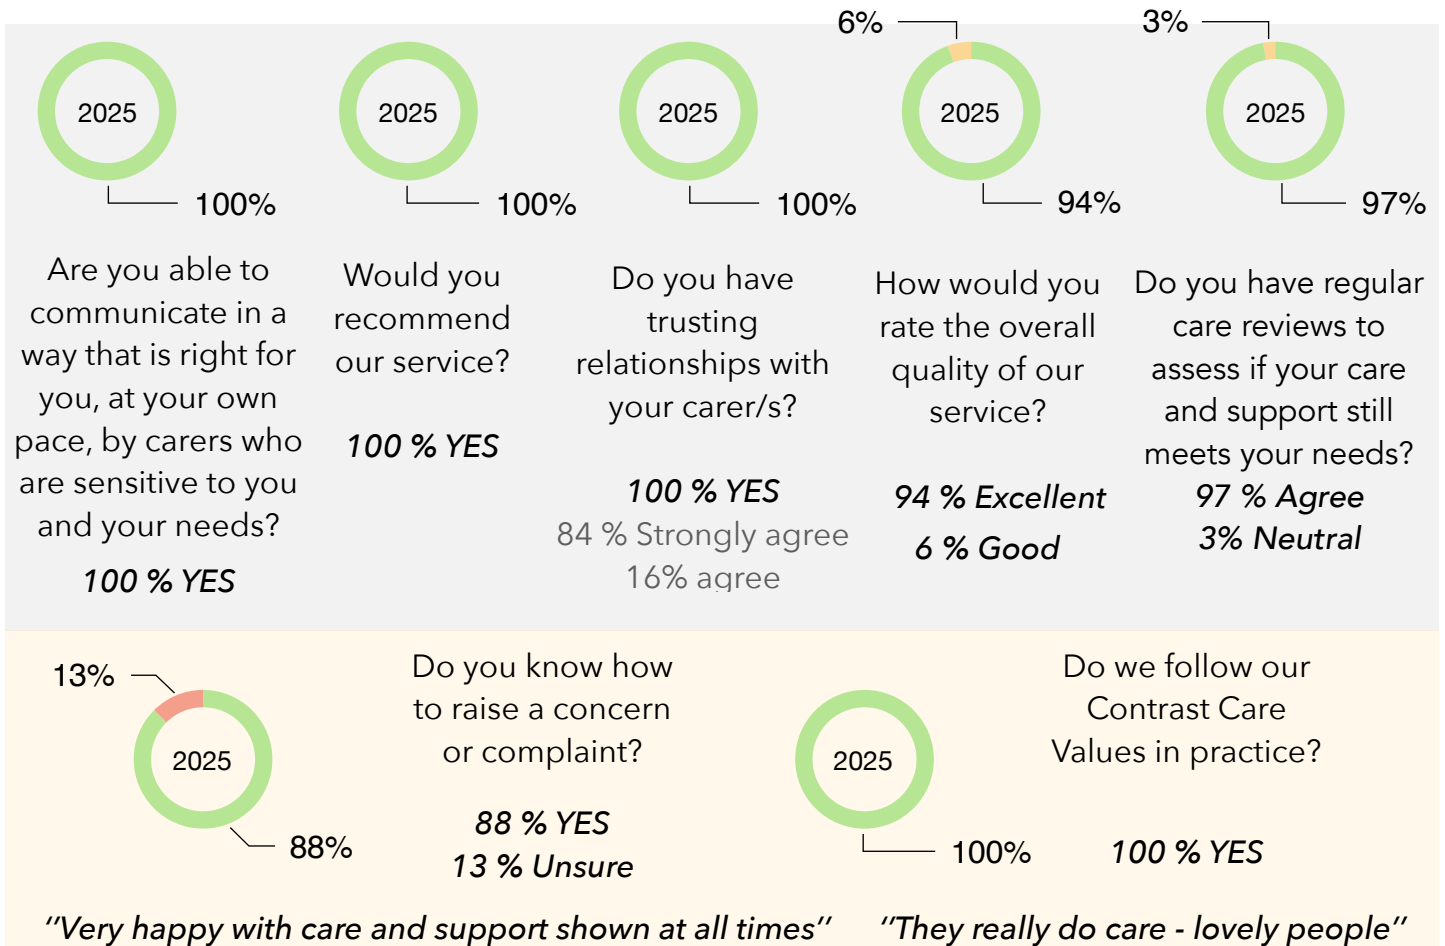 2025
100%
Are you able to
communicate in a
way that is right for
you, at your own
pace, by carers who
are sensitive to you
and your needs?
100 % YES
2025
100%
Would you
recommend
our service?
100 % YES
2025
100%
Do you have
trusting
relationships with
your carer/s?
100 % YES
84 % Strongly agree
16% agree
6%
2025
94%
How would you
rate the overall
quality of our
service?
94 % Excellent
6 % Good
3%
2025
97%
Do you have regular
care reviews to
assess if your care
and support still
meets your needs?
97 % Agree
3% Neutral
13%
2025
88%
Do you know how
to raise a concern
or complaint?
88 % YES
13 % Unsure
2025
100%
Do we follow our
Contrast Care
Values in practice?
100 % YES
"Very happy with care and support shown at all times"
"They really do care - lovely people"